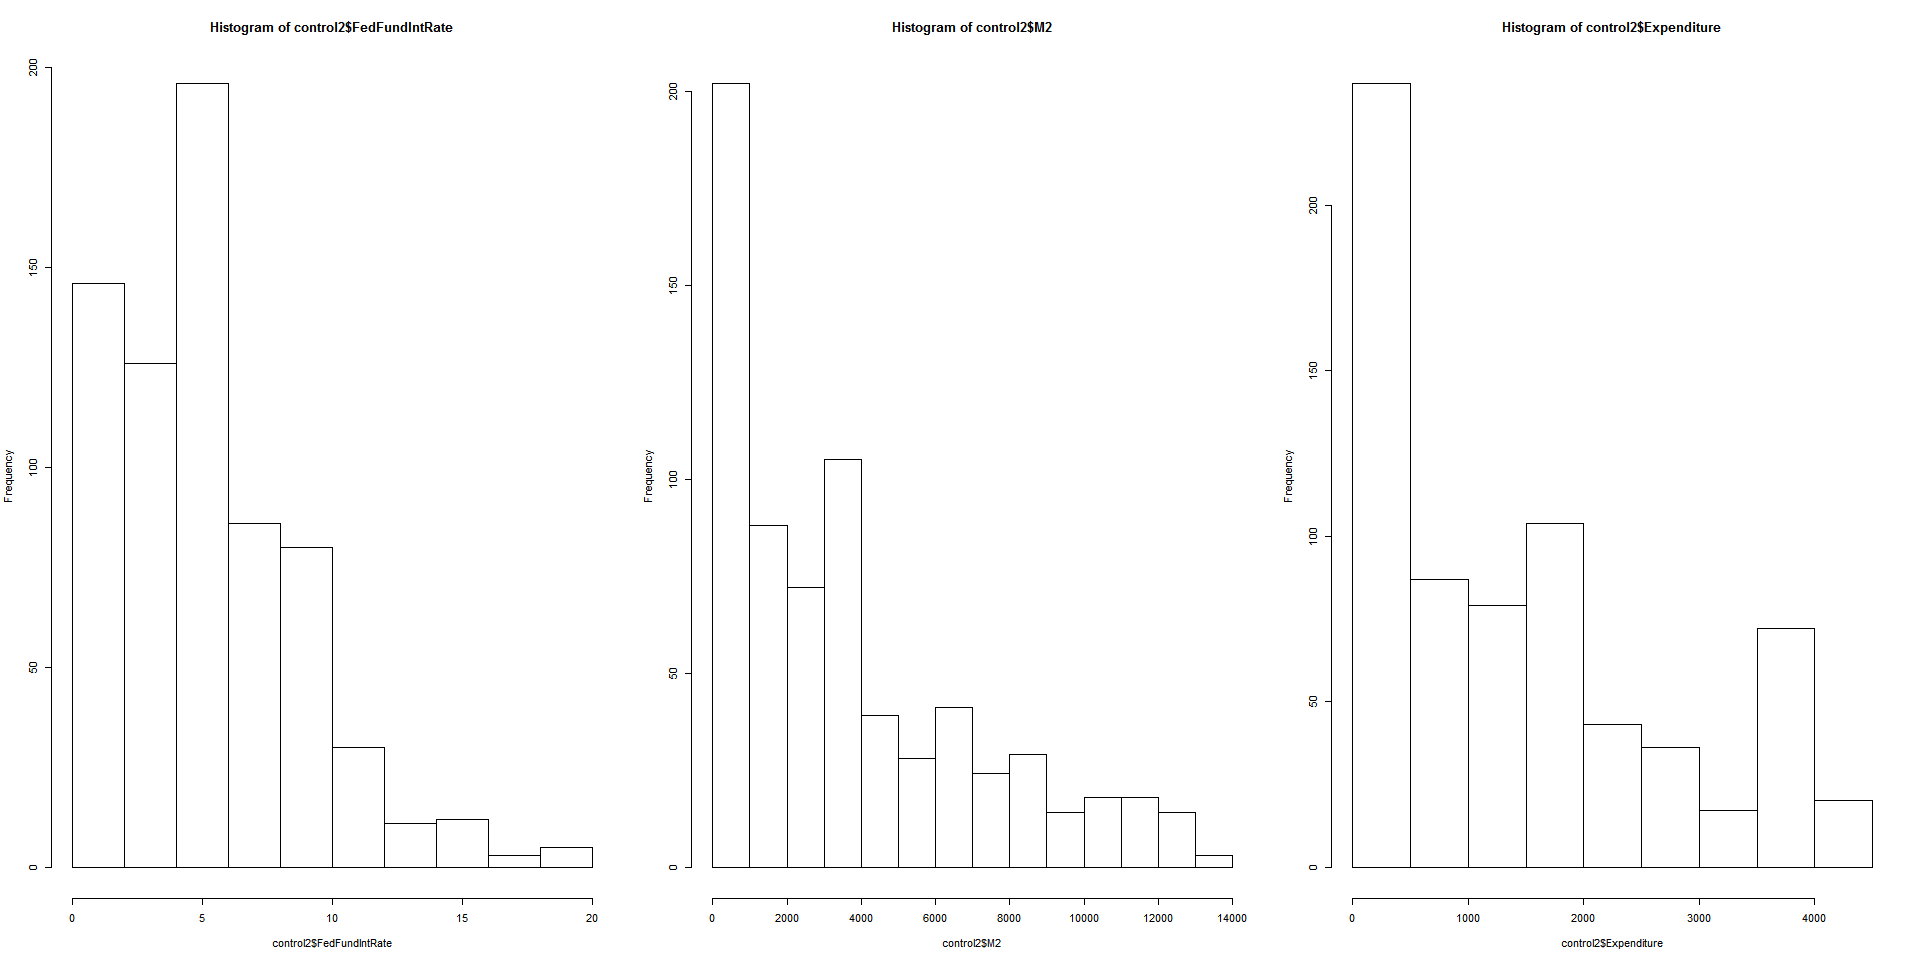 Histogram of control2$FedFundIntRate
Frequency
200
150
100
50
0
0 5 10 15 20
control2$FedFundIntRate
Histogram of control2$M2
Frequency
200
150
100
50
0
0 2000 4000 6000 8000 10000 12000 14000
control2$M2
Histogram of control2$Expenditure
Frequency
200
150
100
50
0
0 1000 2000 3000 4000
control2$Expenditure